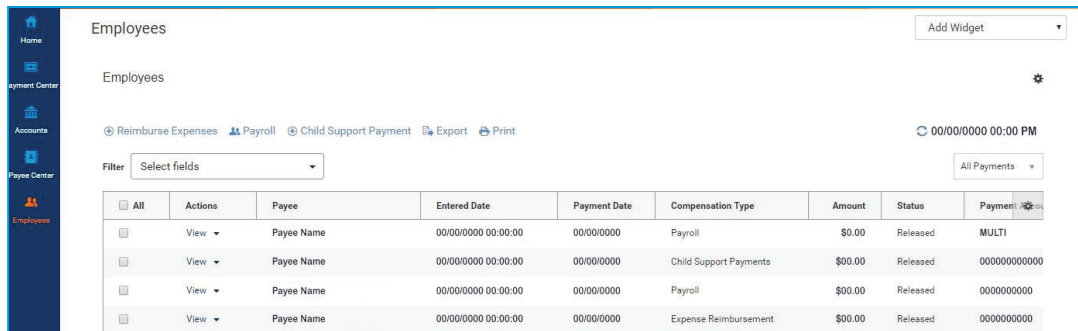 Home
ayment Center
Accounts
Payee Center
Employees
Employees
Add Widget
Employees
Reimburse Expenses Payroll Child Support Payment Export Print
00/00/0000 00:00 PM
Filter Select fields
All Payments
All Actions Payee Entered Date Payment Date Compensation Type Amount Status Payment
View Payee Name 00/00/0000 00:00:00 00/00/0000 Payroll $0.00 Released MULTI
View Payee Name 00/00/0000 00:00:00 00/00/0000 Child Support Payments $00.00 Released 000000000000
View Payee Name 00/00/0000 00:00:00 00/00/0000 Payroll $00.00 Released 0000000000
View Payee Name 00/00/0000 00:00:00 00/00/0000 Expense Reimbursement $00.00 Released 0000000000